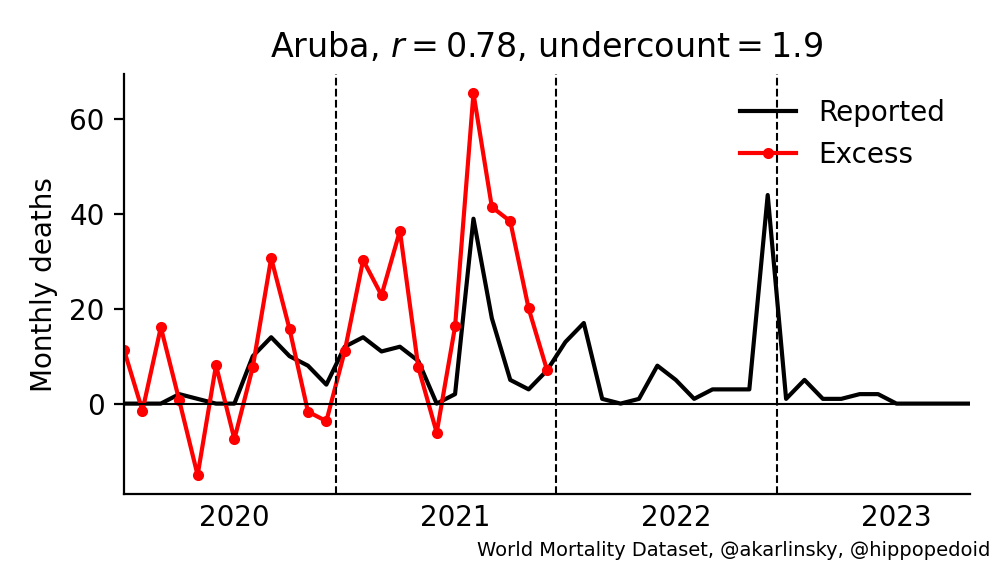 Aruba, r = 0.78, undercount = 1.9
Reported
Excess
Monthly deaths
60
40
20
0
2020 2021 2022 2023
World Mortality Dataset, @akarlinsky, @hippopedoid